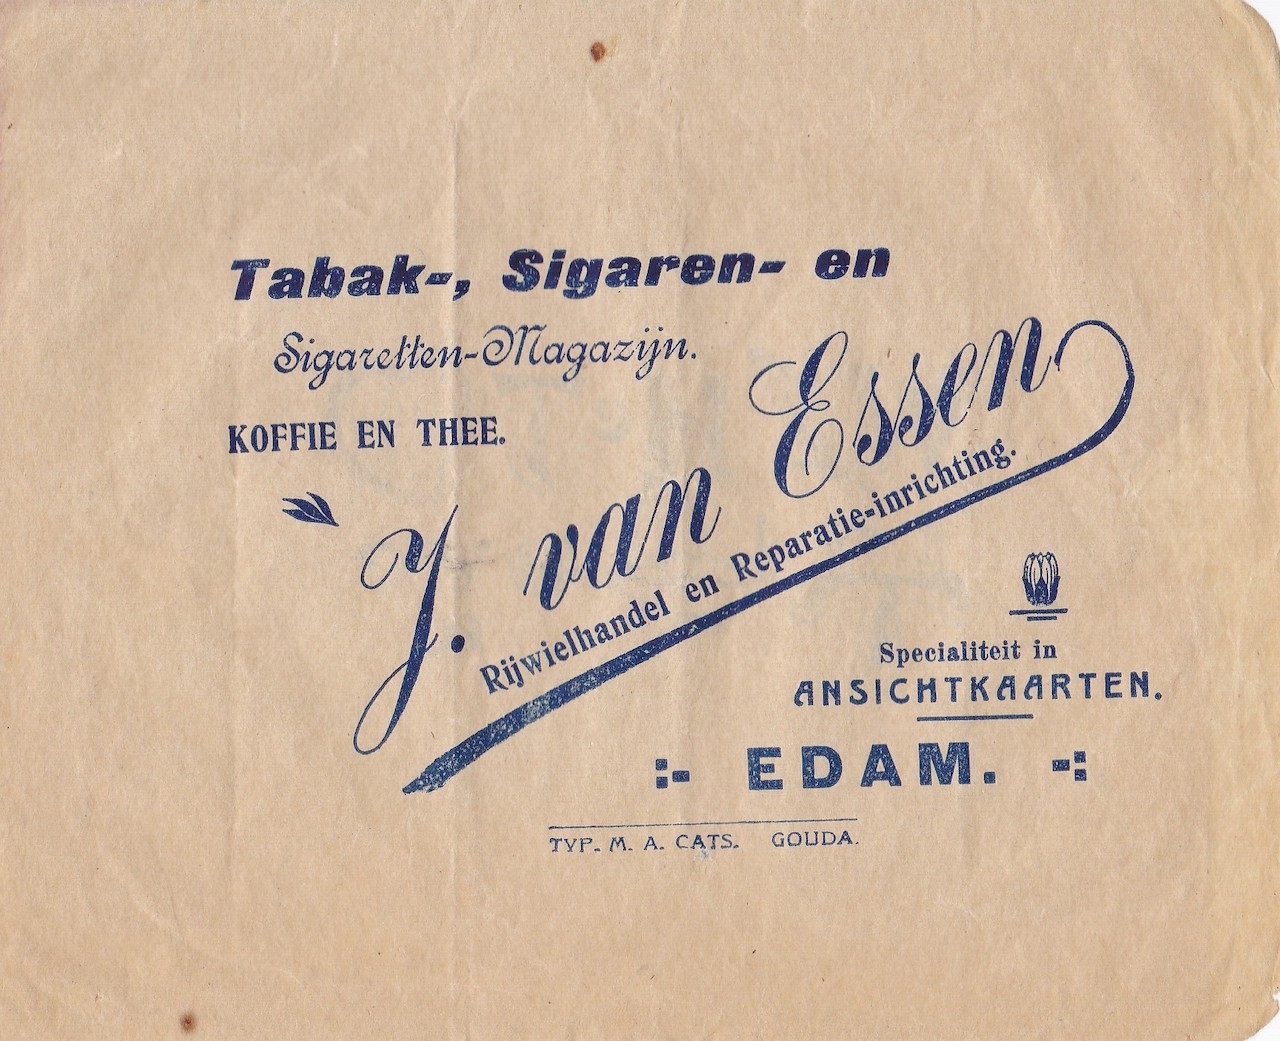 Tabak-, Sigaren- en
Sigaretten-Magazijn.
KOFFIE EN THEE.
J. van Essen
Rijwielhandel en Reparatie-inrichting.
Specialiteit in
ANSICHTKAARTEN.
:- EDAM. -:
TYP. M. A. CATS. GOUDA.